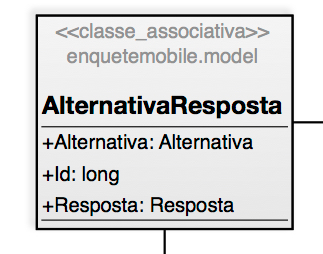 <<classe_associativa>>
enquetemobile.model
AlternativaResposta
+Alternativa: Alternativa
+Id: long
+Resposta: Resposta